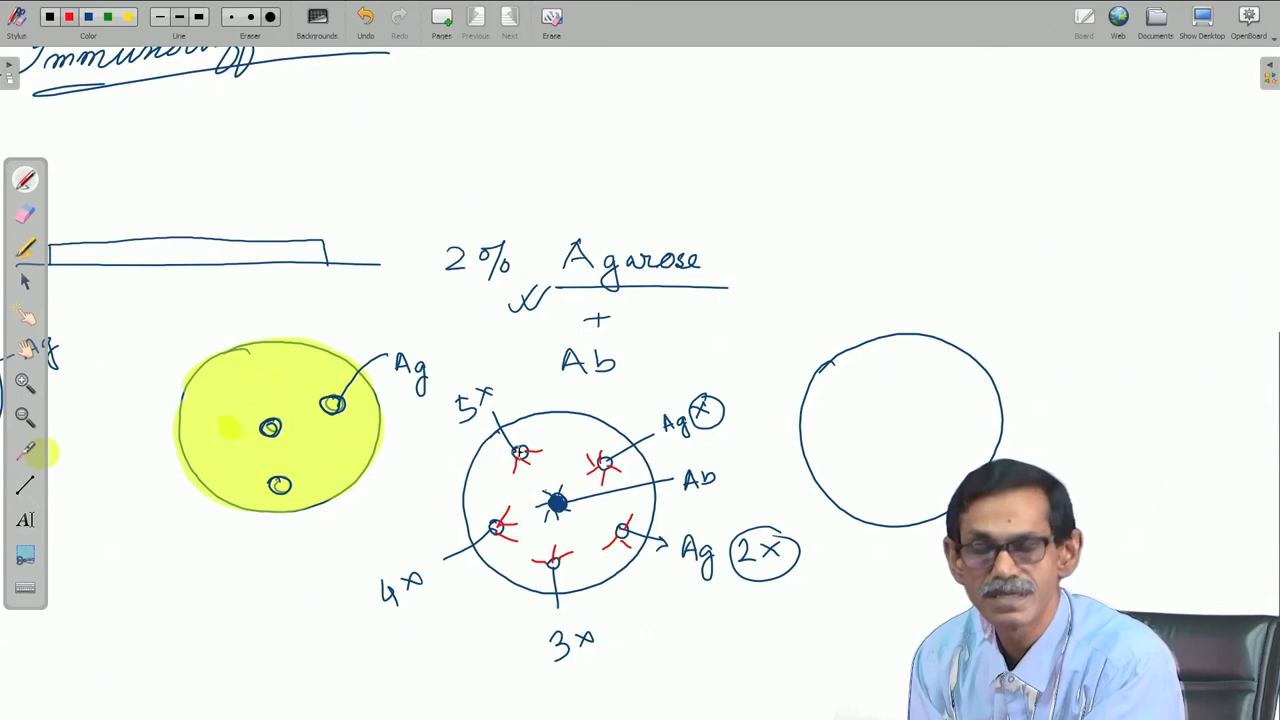 Color
Line
Eraser
Backgrounds
Undo
Redo
Pages
Previous
Next
Erase
Board
Web
Documents
Show Desktop
OpenBoard
Stylus
2% Agarose
+
Ab
Ag
Ag
5x
Ag x
Ab
Ag 2x
4x
3x